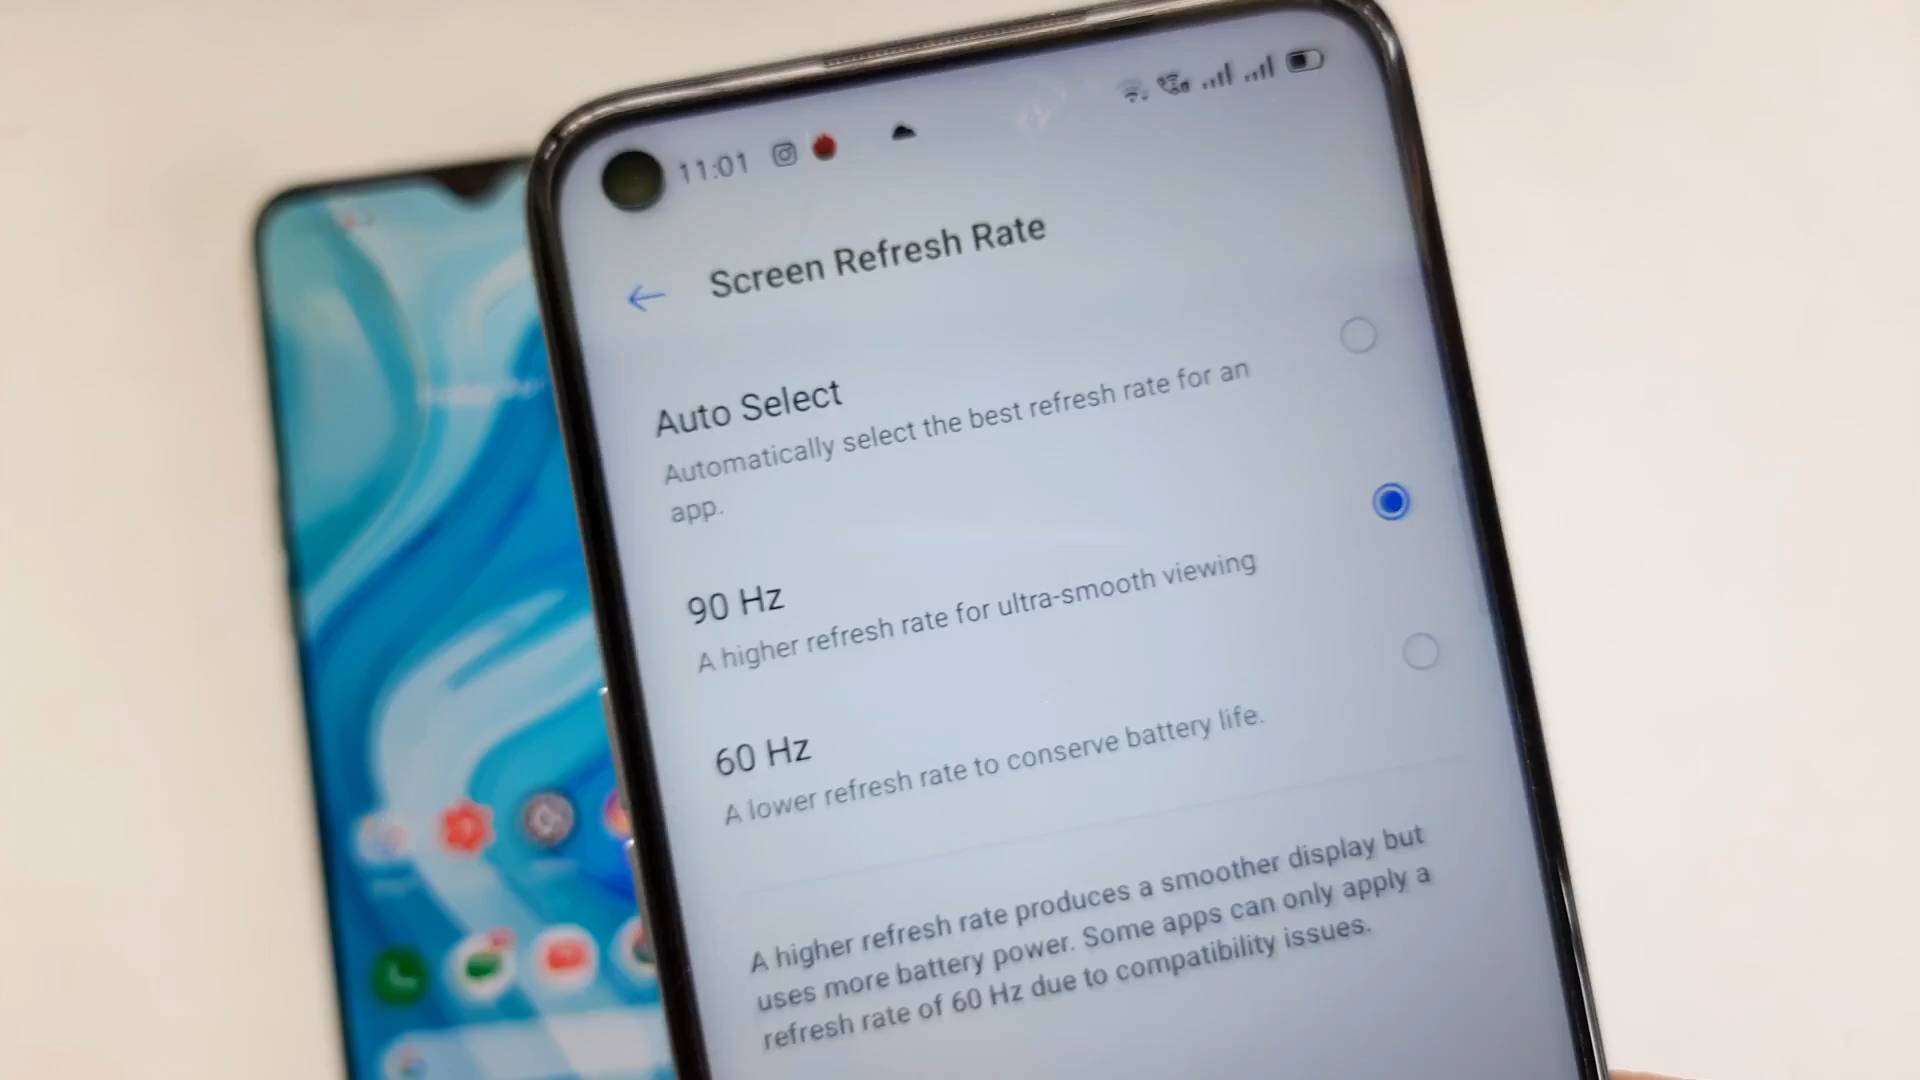 11:01
Screen Refresh Rate
Auto Select
Automatically select the best refresh rate for an
app.
90 Hz
A higher refresh rate for ultra-smooth viewing
60 Hz
A lower refresh rate to conserve battery life.
A higher refresh rate produces a smoother display but
uses more battery power. Some apps can only apply a
refresh rate of 60 Hz due to compatibility issues.